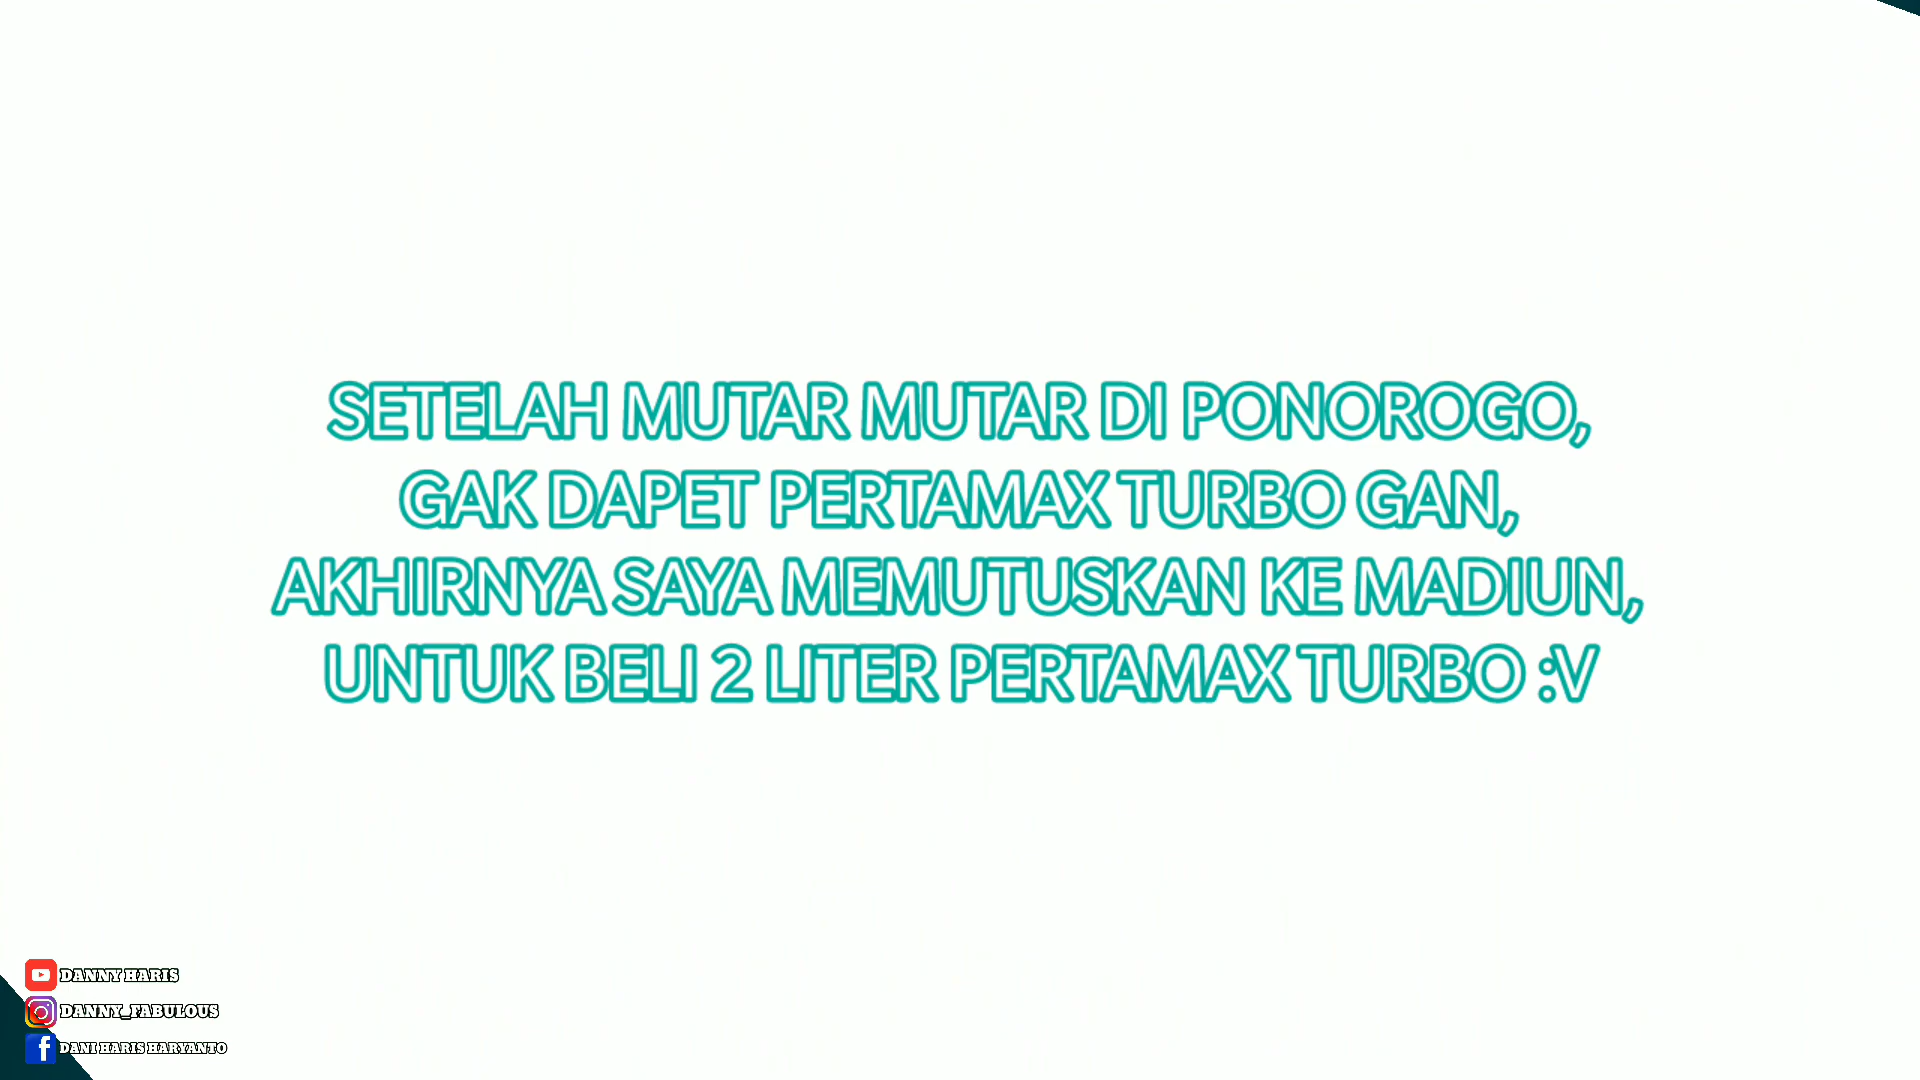 SETELAH MUTAR MUTAR DI PONOROGO,
GAK DAPET PERTAMAX TURBO GAN,
AKHIRNYA SAYA MEMUTUSKAN KE MADIUN,
UNTUK BELI 2 LITER PERTAMAX TURBO :V
DANNY HARIS
DANNY_FABULOUS
DANI HARIS HARYANTO